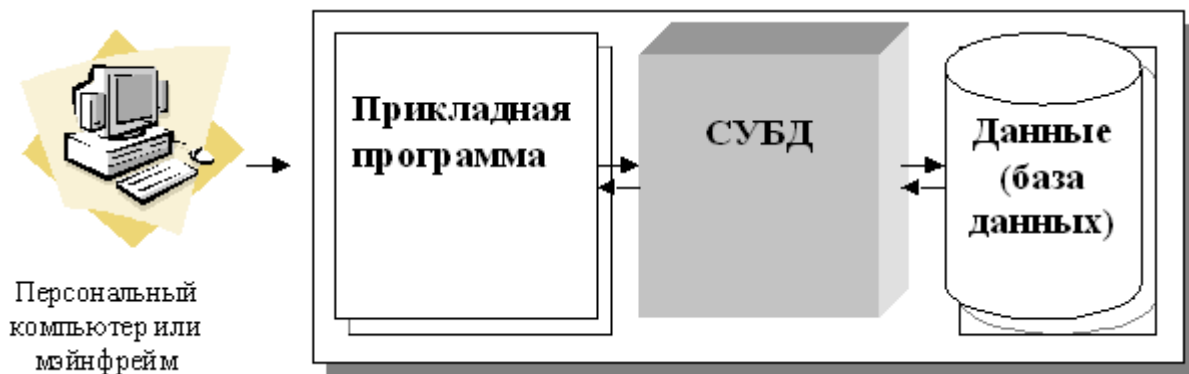 Прикладная
программа
СУБД
Данные
(база
данных)
Персональный
компьютер или
мэйнфрейм